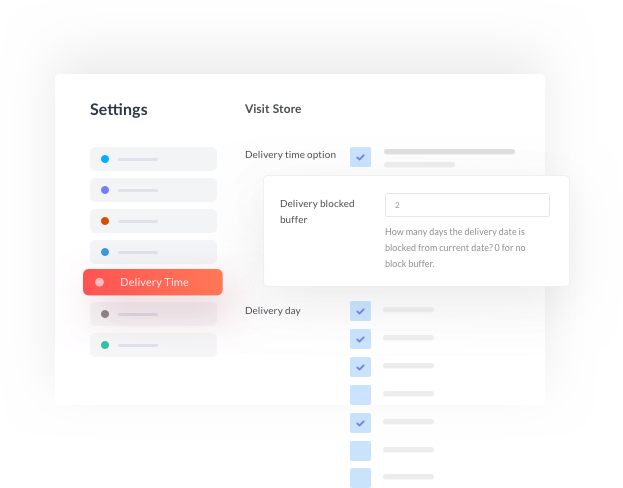 Settings
Visit Store
Delivery time option
Delivery blocked
buffer
2
How many days the delivery date is
blocked from current date? 0 for no
block buffer.
Delivery Time
Delivery day